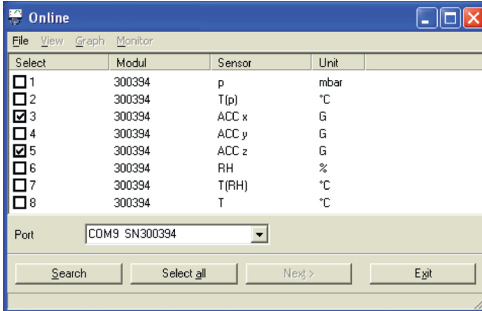 Online
File View Graph Monitor
Select Modul Sensor Unit
1 300394 p mbar
2 300394 T(p) °C
3 300394 ACC x G
4 300394 ACC y G
5 300394 ACC z G
6 300394 RH %
7 300394 T(RH) °C
8 300394 T °C
Port COM9 SN300394
Search Select all Next > Exit